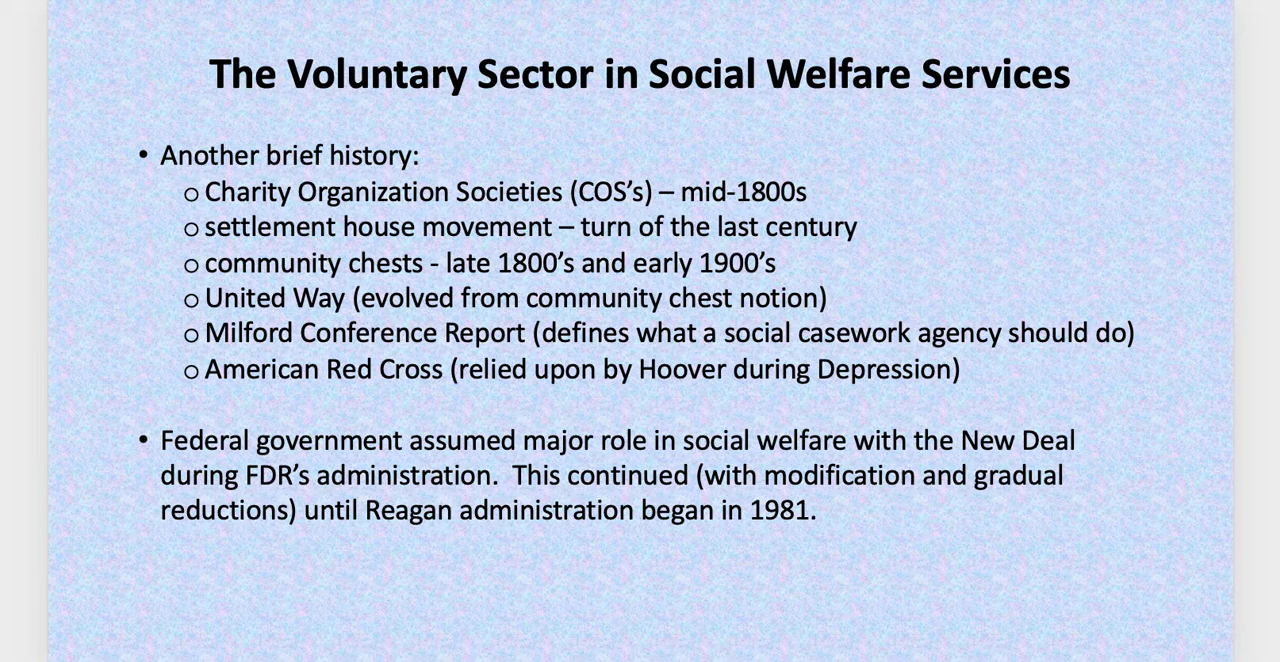 The Voluntary Sector in Social Welfare Services
• Another brief history:
o Charity Organization Societies (COS’s) – mid-1800s
o settlement house movement – turn of the last century
o community chests - late 1800’s and early 1900’s
o United Way (evolved from community chest notion)
o Milford Conference Report (defines what a social casework agency should do)
o American Red Cross (relied upon by Hoover during Depression)
• Federal government assumed major role in social welfare with the New Deal
during FDR’s administration.  This continued (with modification and gradual
reductions) until Reagan administration began in 1981.